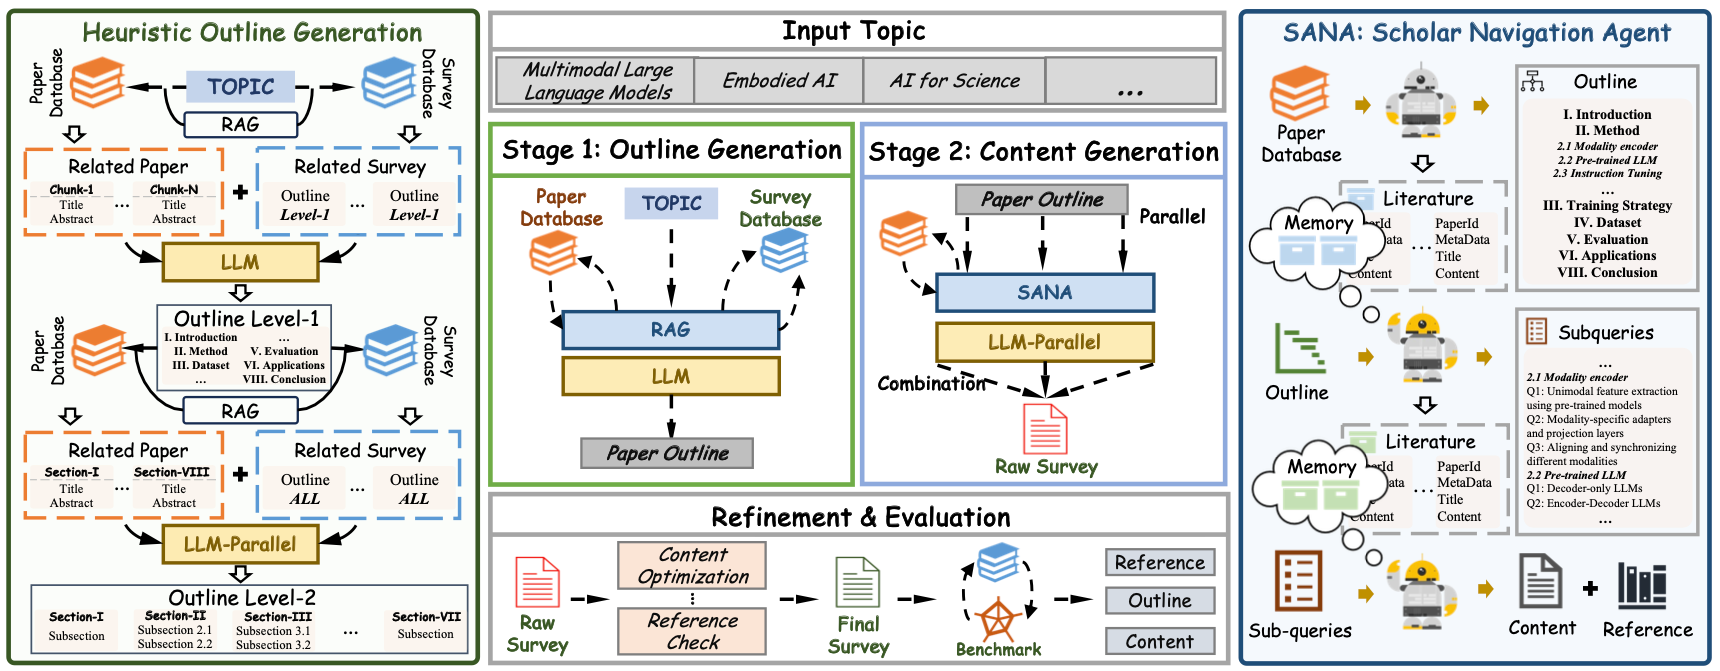 Heuristic Outline Generation
Paper
Database
TOPIC
Survey
Database
RAG
Related Paper
Chunk-1
Title
Abstract
...
Chunk-N
Title
Abstract
+
Related Survey
Outline
Level-1
...
Outline
Level-1
LLM
Paper
Database
Outline Level-1
I. Introduction
II. Method
III. Dataset
...
...
V. Evaluation
VI. Applications
VIII. Conclusion
Survey
Database
RAG
Related Paper
Section-I
Title
Abstract
...
Section-VIII
Title
Abstract
+
Related Survey
Outline
ALL
...
Outline
ALL
LLM-Parallel
Outline Level-2
Section-I
Subsection
Section-II
Subsection 2.1
Subsection 2.2
Section-III
Subsection 3.1
Subsection 3.2
...
Section-VII
Subsection
Input Topic
Multimodal Large
Language Models
Embodied AI
AI for Science
...
Stage 1: Outline Generation
Paper
Database
TOPIC
Survey
Database
RAG
LLM
Paper Outline
Stage 2: Content Generation
Paper Outline
Parallel
SANA
LLM-Parallel
Combination
Raw Survey
Refinement & Evaluation
Raw
Survey
Content
Optimization
...
Reference
Check
Final
Survey
Benchmark
Reference
Outline
Content
SANA: Scholar Navigation Agent
Paper
Database
Outline
I. Introduction
II. Method
2.1 Modality encoder
2.2 Pre-trained LLM
2.3 Instruction Tuning
...
III. Training Strategy
IV. Dataset
V. Evaluation
VI. Applications
VIII. Conclusion
Literature
Memory
rId
ata
Content
...
PaperId
MetaData
Title
Content
Outline
Subqueries
...
2.1 Modality encoder
Q1: Unimodal feature extraction
using pre-trained models
Q2: Modality-specific adapters
and projection layers
Q3: Aligning and synchronizing
different modalities
2.2 Pre-trained LLM
Q1: Decoder-only LLMs
Q2: Encoder-Decoder LLMs
...
Literature
Memory
rId
ata
Content
...
PaperId
MetaData
Title
Content
Sub-queries
Content
+
Reference